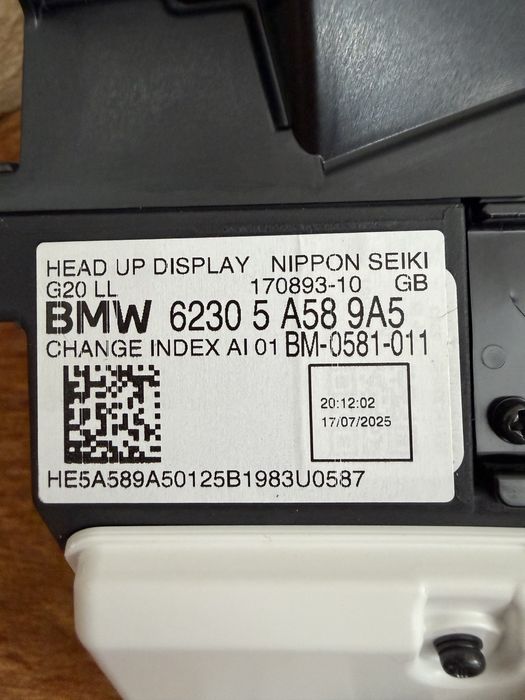 HEAD UP DISPLAY NIPPON SEIKI
G20 LL 170893-10 GB
BMW 6230 5 A58 9A5
CHANGE INDEX AI 01 BM-0581-011
20:12:02
17/07/2025
HE5A589A50125B1983U0587